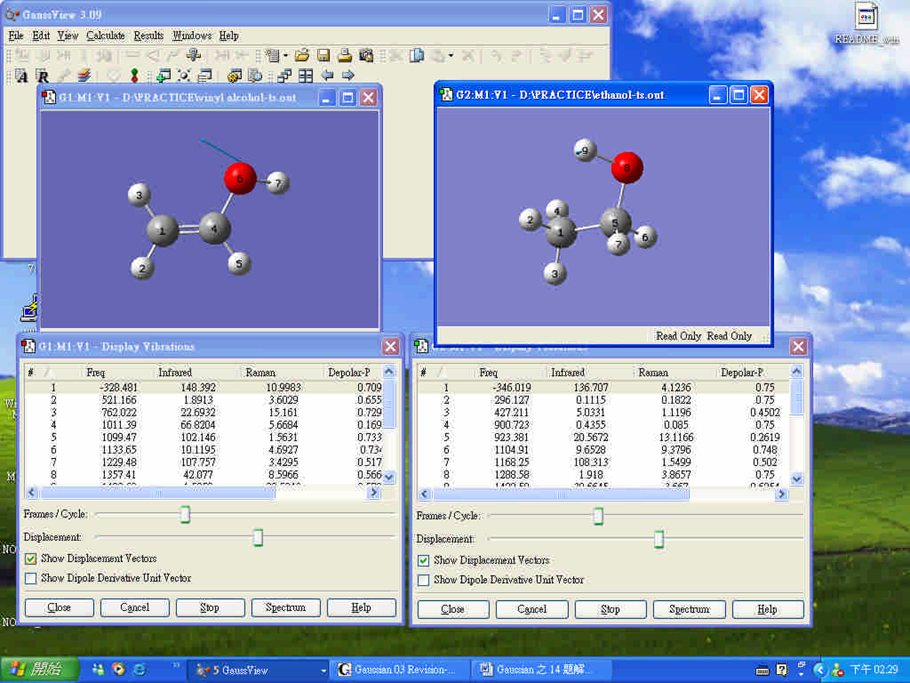 GaussView 3.09
File Edit View Calculate Results Windows Help
README_win
A R
G1:M1:V1 - D:\PRACTICE\vinyl alcohol-ts.out
3 6 7 1 4 2 5
G2:M1:V1 - D:\PRACTICE\ethanol-ts.out
9 8 2 4 1 5 7 6 3
Read Only Read Only
G1:M1:V1 - Display Vibrations
# Freq Infrared Raman Depolar-P
1 -328.481 148.392 10.9983 0.709
2 521.166 1.8913 3.6029 0.655
3 762.022 22.6932 15.161 0.729
4 1011.39 66.8204 5.6684 0.169
5 1099.47 102.146 1.5631 0.733
6 1133.65 10.1195 4.6927 0.734
7 1229.48 107.757 3.4295 0.517
8 1357.41 42.077 8.5966 0.566
Frames / Cycle:
Displacement:
Show Displacement Vectors
Show Dipole Derivative Unit Vector
Close Cancel Stop Spectrum Help
# Freq Infrared Raman Depolar-P
1 -346.019 136.707 4.1236 0.75
2 296.127 0.1115 0.1822 0.75
3 427.211 5.0331 1.1196 0.4502
4 900.723 0.4355 0.085 0.75
5 923.381 20.5672 13.1166 0.2619
6 1104.91 9.6528 9.3796 0.748
7 1168.25 108.313 1.5499 0.502
8 1288.58 1.918 3.8657 0.75
Frames / Cycle:
Displacement:
Show Displacement Vectors
Show Dipole Derivative Unit Vector
Close Cancel Stop Spectrum Help
開始 5 GaussView Gaussian 03 Revision-... Gaussian 之 14 題解... 下午 02:29